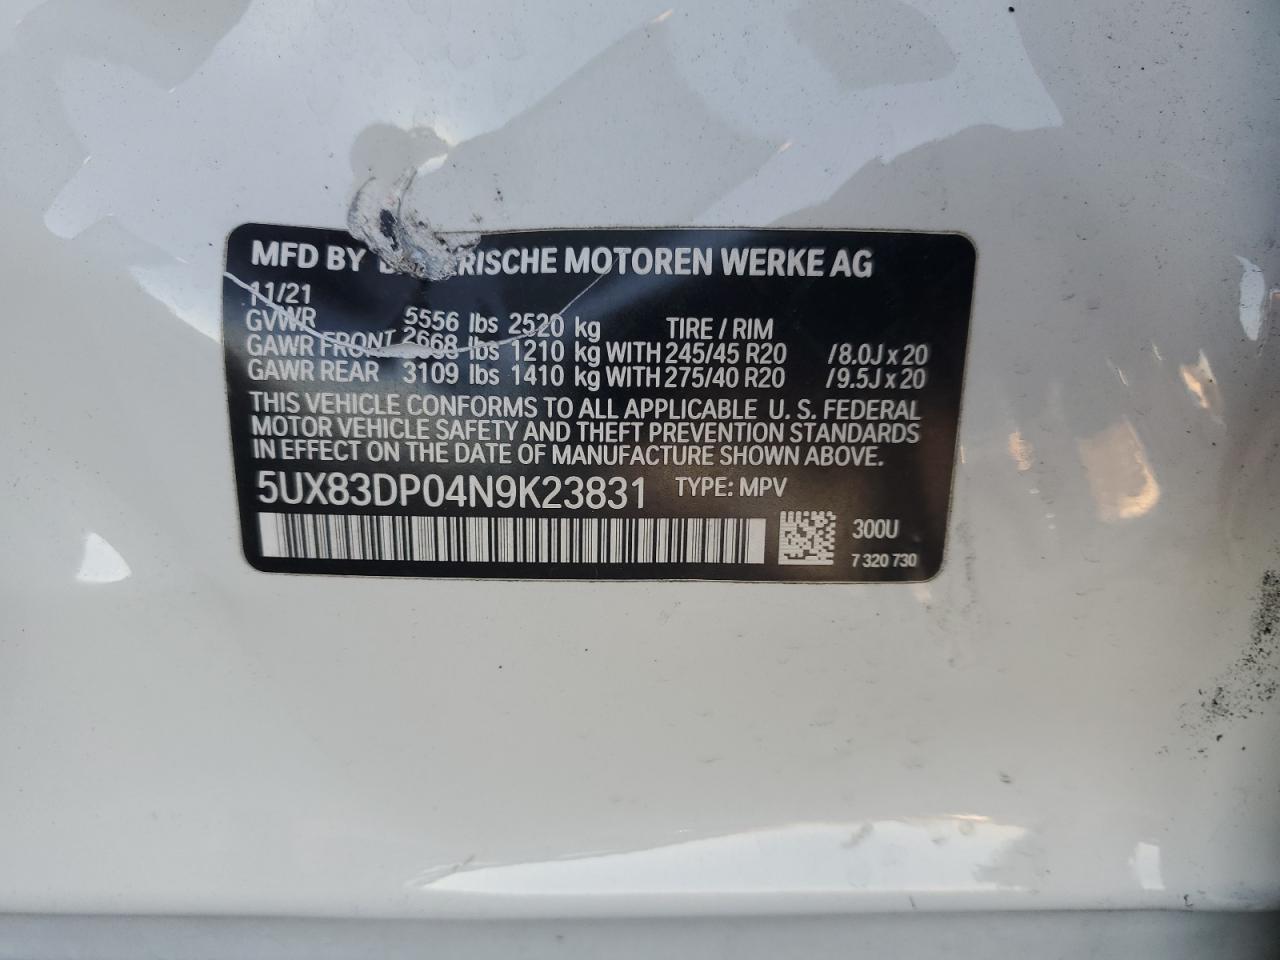 MFD BY BAYERISCHE MOTOREN WERKE AG
11/21
GVWR 5556 lbs 2520 kg TIRE / RIM
GAWR FRONT 2668 lbs 1210 kg WITH 245/45 R20 /8.0J x 20
GAWR REAR 3109 lbs 1410 kg WITH 275/40 R20 /9.5J x 20
THIS VEHICLE CONFORMS TO ALL APPLICABLE U. S. FEDERAL
MOTOR VEHICLE SAFETY AND THEFT PREVENTION STANDARDS
IN EFFECT ON THE DATE OF MANUFACTURE SHOWN ABOVE.
5UX83DP04N9K23831 TYPE: MPV
300U
7 320 730